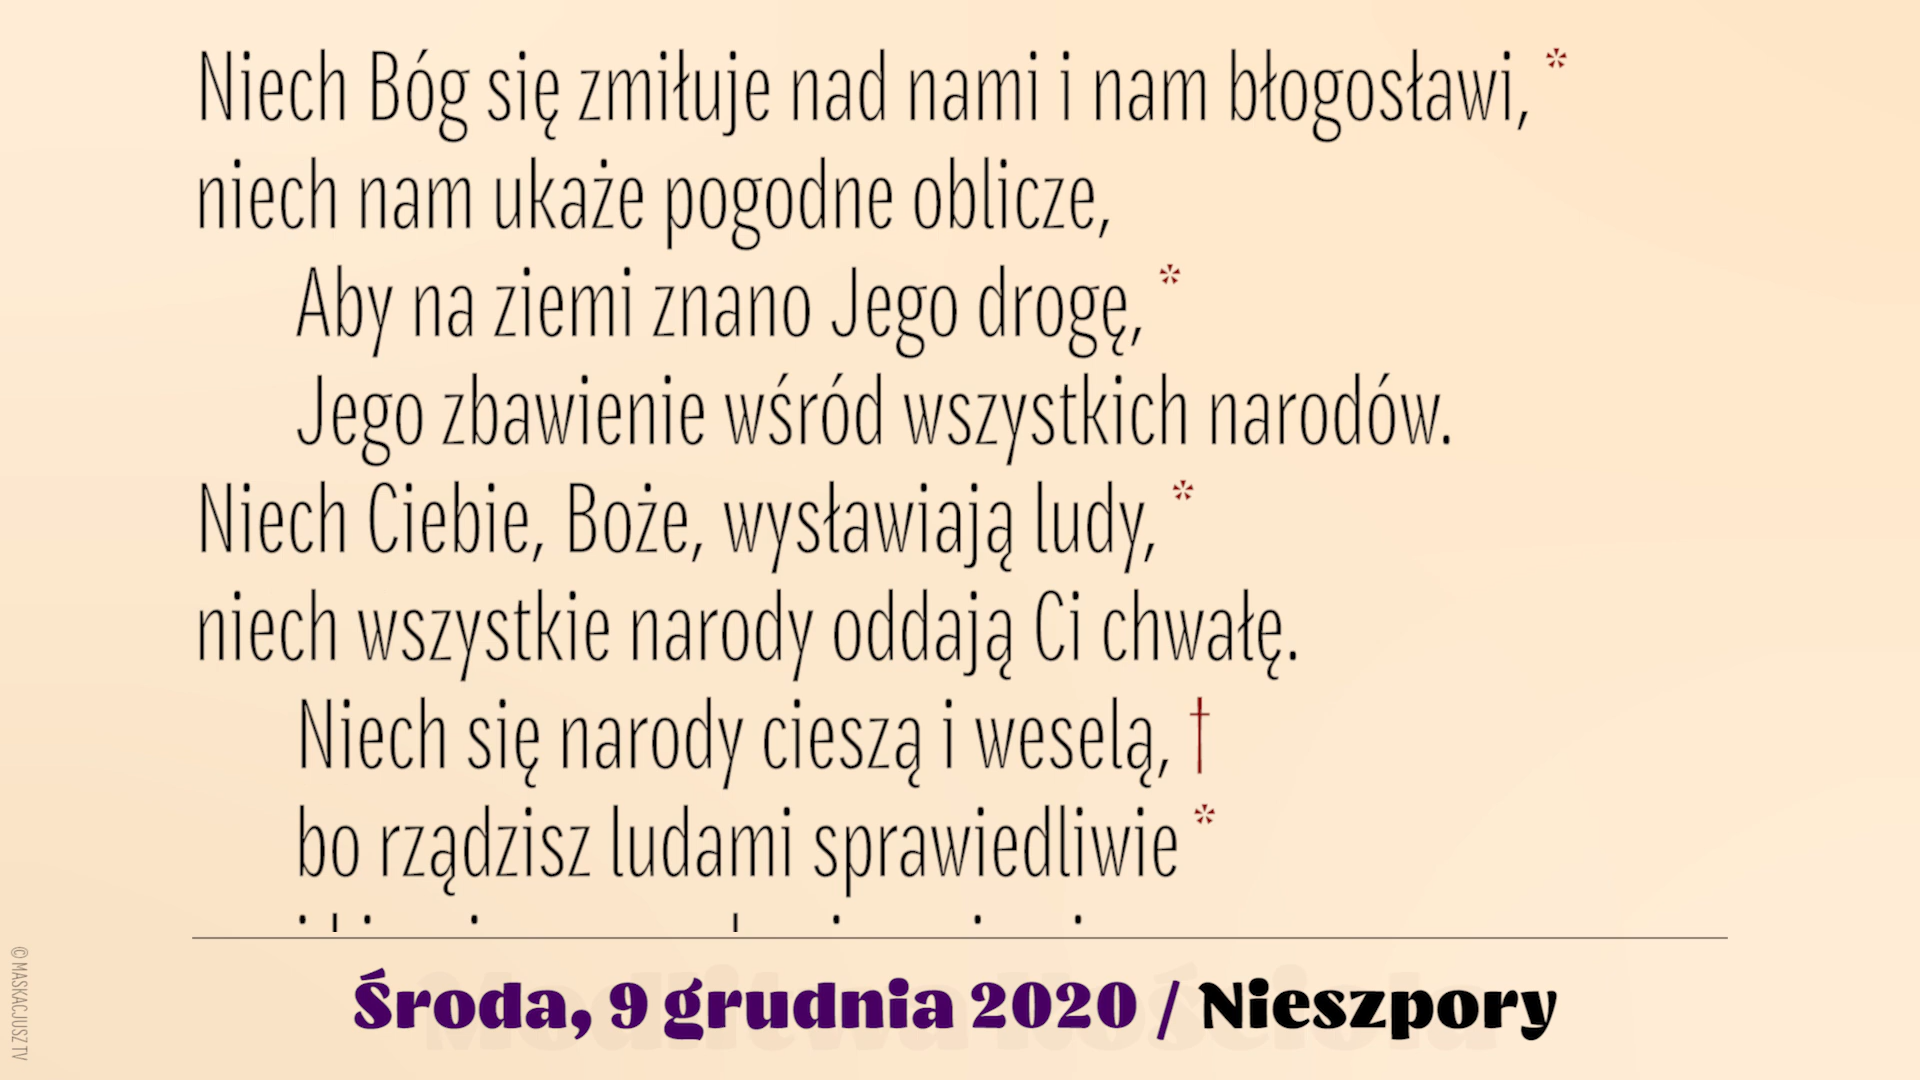 Niech Bóg się zmiłuje nad nami i nam błogosławi, *
niech nam ukaże pogodne oblicze,
Aby na ziemi znano Jego drogę, *
Jego zbawienie wśród wszystkich narodów.
Niech Ciebie, Boże, wysławiają ludy, *
niech wszystkie narody oddają Ci chwałę.
Niech się narody cieszą i weselą, †
bo rządzisz ludami sprawiedliwie *
Środa, 9 grudnia 2020 / Nieszpory
© MASKACJUSZ TV